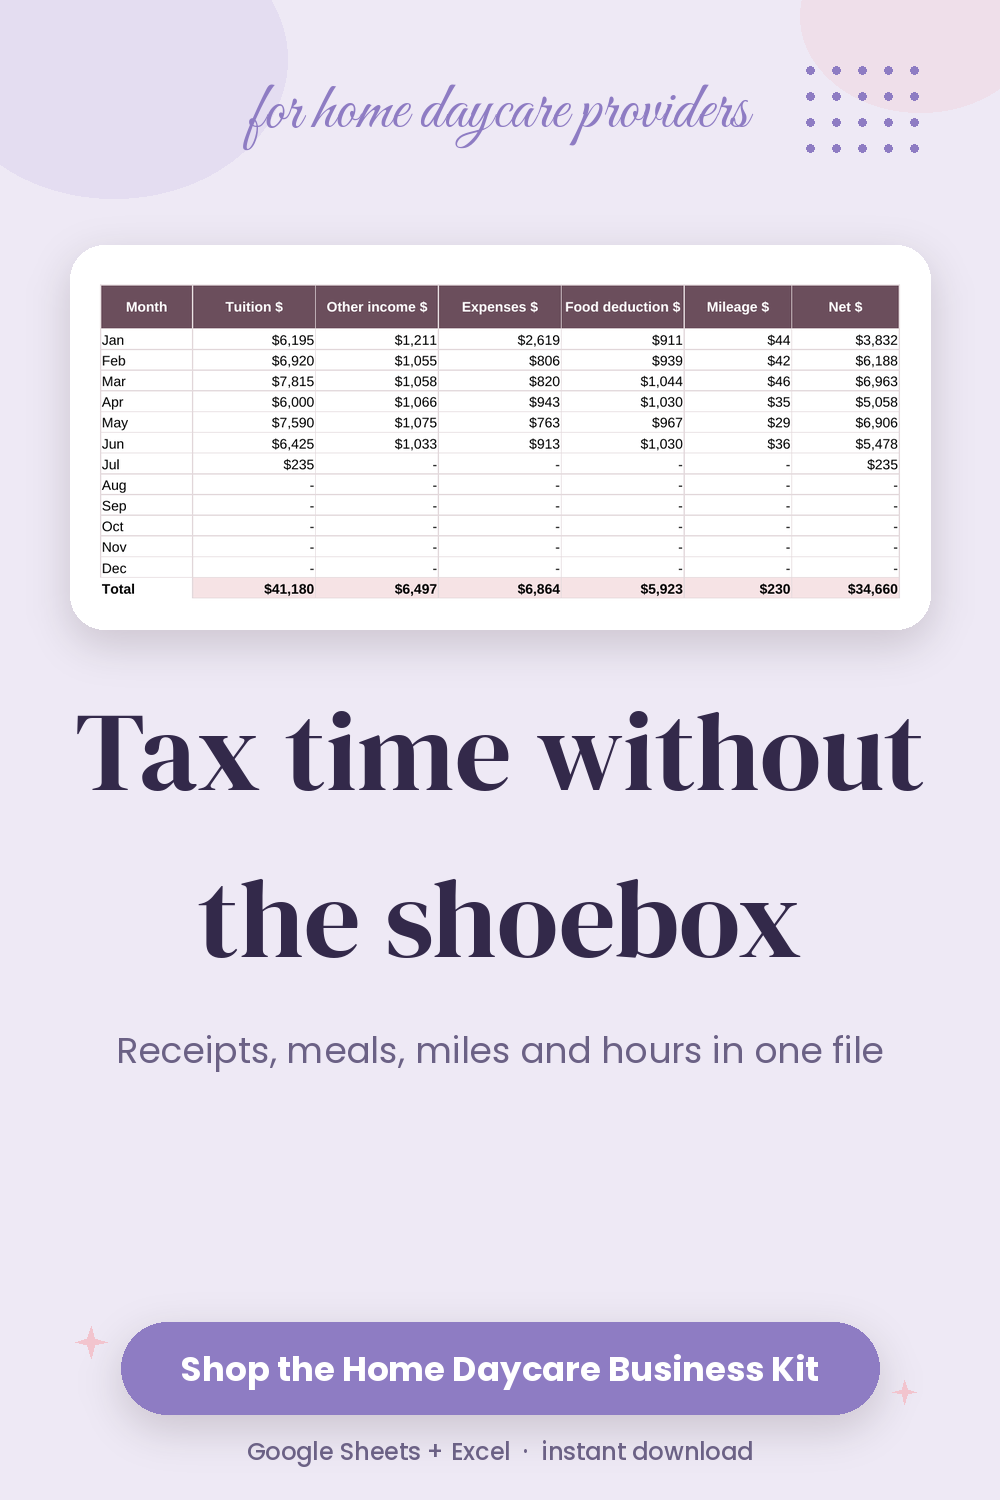 for home daycare providers
Month Tuition $ Other income $ Expenses $ Food deduction $ Mileage $ Net $
Jan $6,195 $1,211 $2,619 $911 $44 $3,832
Feb $6,920 $1,055 $806 $939 $42 $6,188
Mar $7,815 $1,058 $820 $1,044 $46 $6,963
Apr $6,000 $1,066 $943 $1,030 $35 $5,058
May $7,590 $1,075 $763 $967 $29 $6,906
Jun $6,425 $1,033 $913 $1,030 $36 $5,478
Jul $235 - - - - $235
Aug - - - - - -
Sep - - - - - -
Oct - - - - - -
Nov - - - - - -
Dec - - - - - -
Total $41,180 $6,497 $6,864 $5,923 $230 $34,660
Tax time without
the shoebox
Receipts, meals, miles and hours in one file
Shop the Home Daycare Business Kit
Google Sheets + Excel · instant download